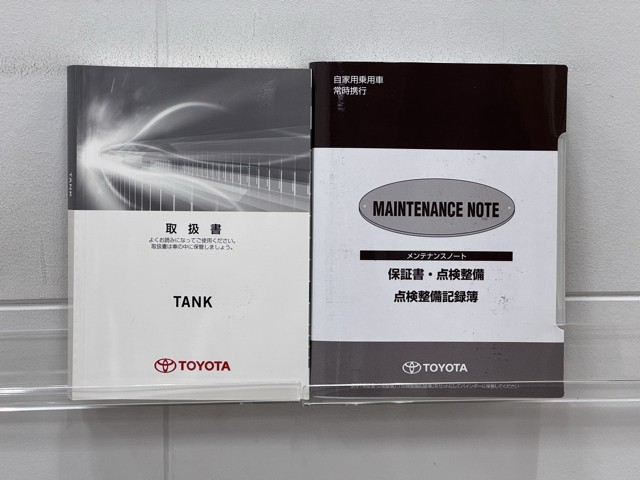 TANK
取扱書
よくお読みになってご使用ください。
取扱書は車の中に保管しましょう。
TANK
TOYOTA
自家用乗用車
常時携行
MAINTENANCE NOTE
メンテナンスノート
保証書・点検整備
点検整備記録簿
TOYOTA